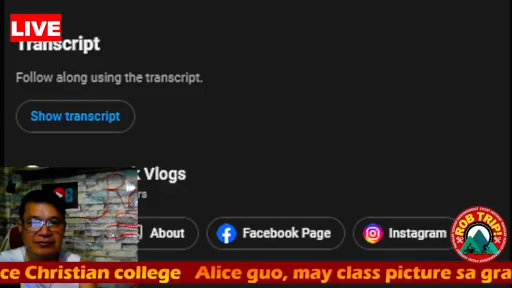 LIVE
Transcript
Follow along using the transcript.
Show transcript
Vlogs
About
Facebook Page
Instagram
ROB TRIP!
ce Christian college Alice guo, may class picture sa gra